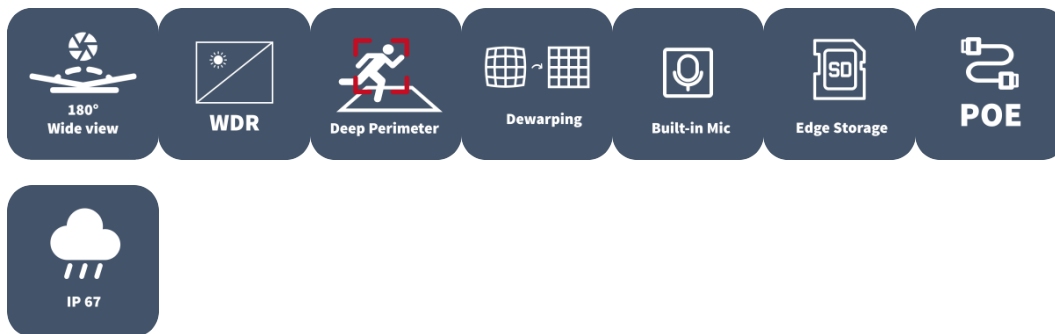 180°
Wide view
WDR
Deep Perimeter
Dewarping
Built-in Mic
SD
Edge Storage
POE
IP 67